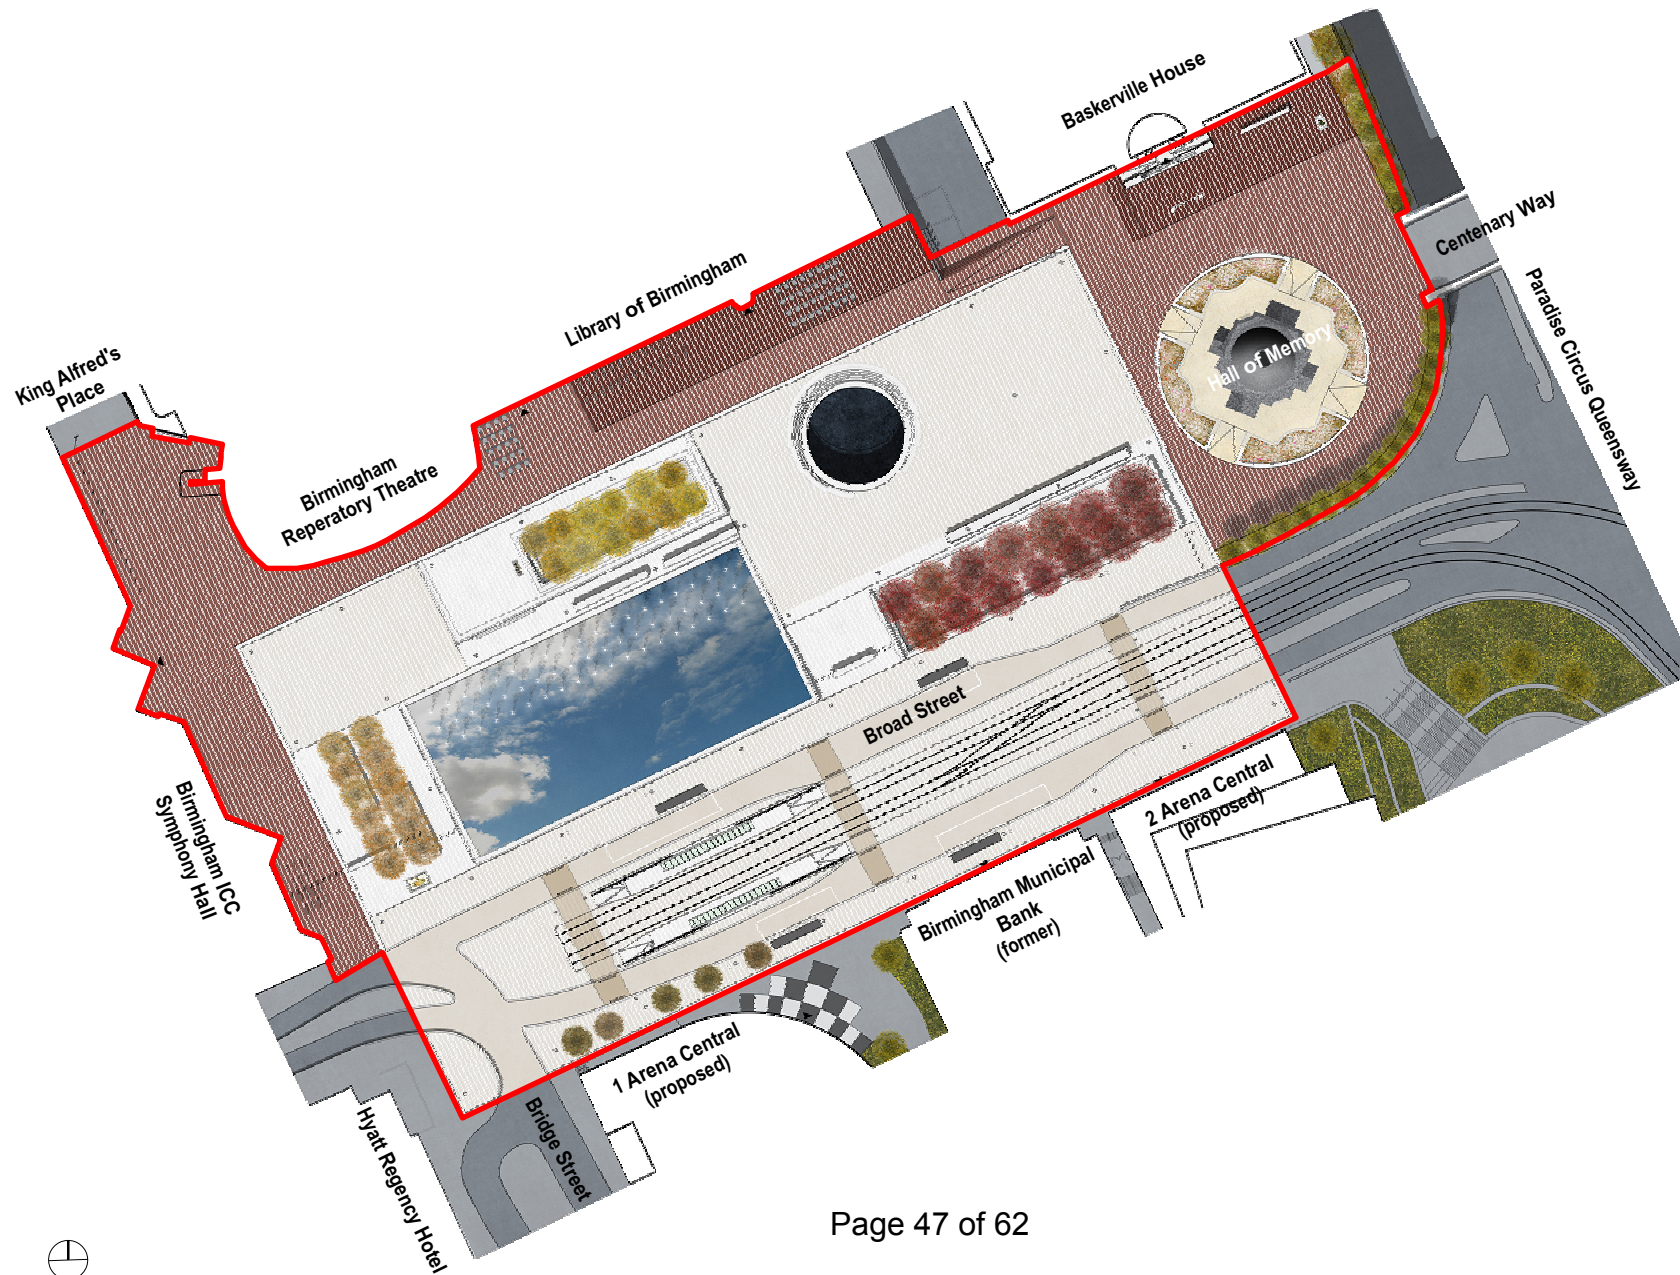 Baskerville House
Centenary Way
Library of Birmingham
Paradise Circus Queensway
Hall of Memory
King Alfred's
Place
Birmingham
Reperatory Theatre
Broad Street
Birmingham ICC
Symphony Hall
2 Arena Central
(proposed)
Birmingham Municipal
Bank
(former)
1 Arena Central
(proposed)
Bridge Street
Hyatt Regency Hotel
Page 47 of 62